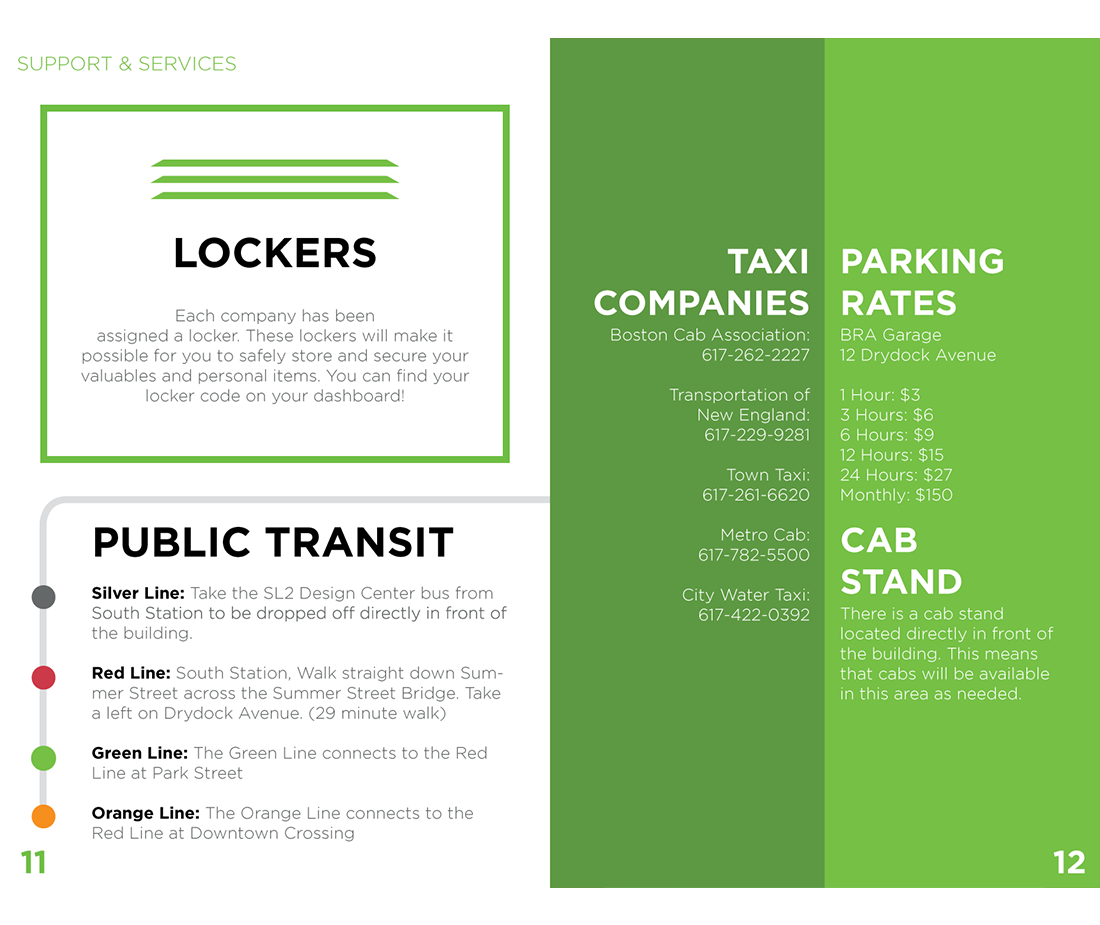 SUPPORT & SERVICES
LOCKERS
Each company has been
assigned a locker. These lockers will make it
possible for you to safely store and secure your
valuables and personal items. You can find your
locker code on your dashboard!
PUBLIC TRANSIT
Silver Line: Take the SL2 Design Center bus from
South Station to be dropped off directly in front of
the building.
Red Line: South Station, Walk straight down Sum-
mer Street across the Summer Street Bridge. Take
a left on Drydock Avenue. (29 minute walk)
Green Line: The Green Line connects to the Red
Line at Park Street
Orange Line: The Orange Line connects to the
Red Line at Downtown Crossing
11
TAXI
COMPANIES
Boston Cab Association:
617-262-2227
Transportation of
New England:
617-229-9281
Town Taxi:
617-261-6620
Metro Cab:
617-782-5500
City Water Taxi:
617-422-0392
PARKING
RATES
BRA Garage
12 Drydock Avenue
1 Hour: $3
3 Hours: $6
6 Hours: $9
12 Hours: $15
24 Hours: $27
Monthly: $150
CAB
STAND
There is a cab stand
located directly in front of
the building. This means
that cabs will be available
in this area as needed.
12